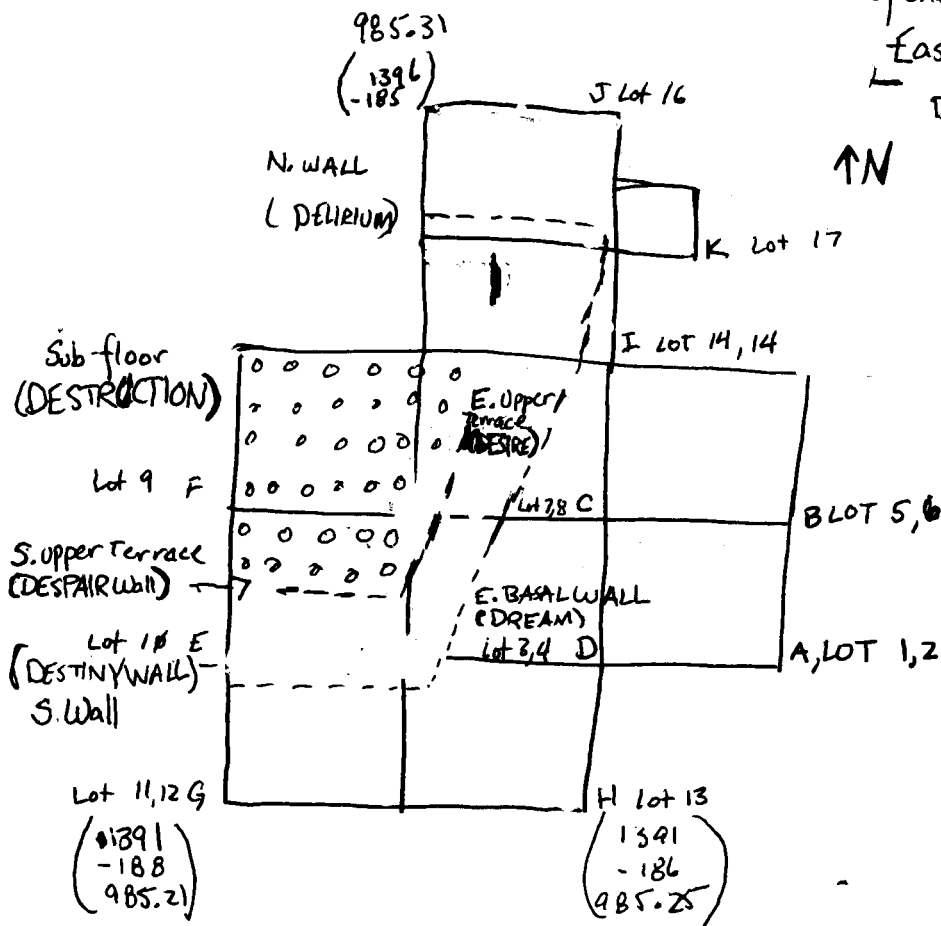 985.31
(1396
-185)
J Lot 16
Eas
↑N
N. WALL
(DELIRIUM)
K Lot 17
Sub-floor
(DESTRUCTION)
I LOT 14, 14
E. Upper
Terrace
(DESIRE)
Lot 9 F
Lot 7,8 C
B LOT 5, 6
S. Upper Terrace
(DESPAIR Wall)
E. BASAL WALL
(DREAM)
Lot 10 E
Lot 3,4 D
A, LOT 1,2
(DESTINY WALL)
S. Wall
Lot 11,12 G
H Lot 13
(1391
-188
985.21)
(1391
-186
985.25)